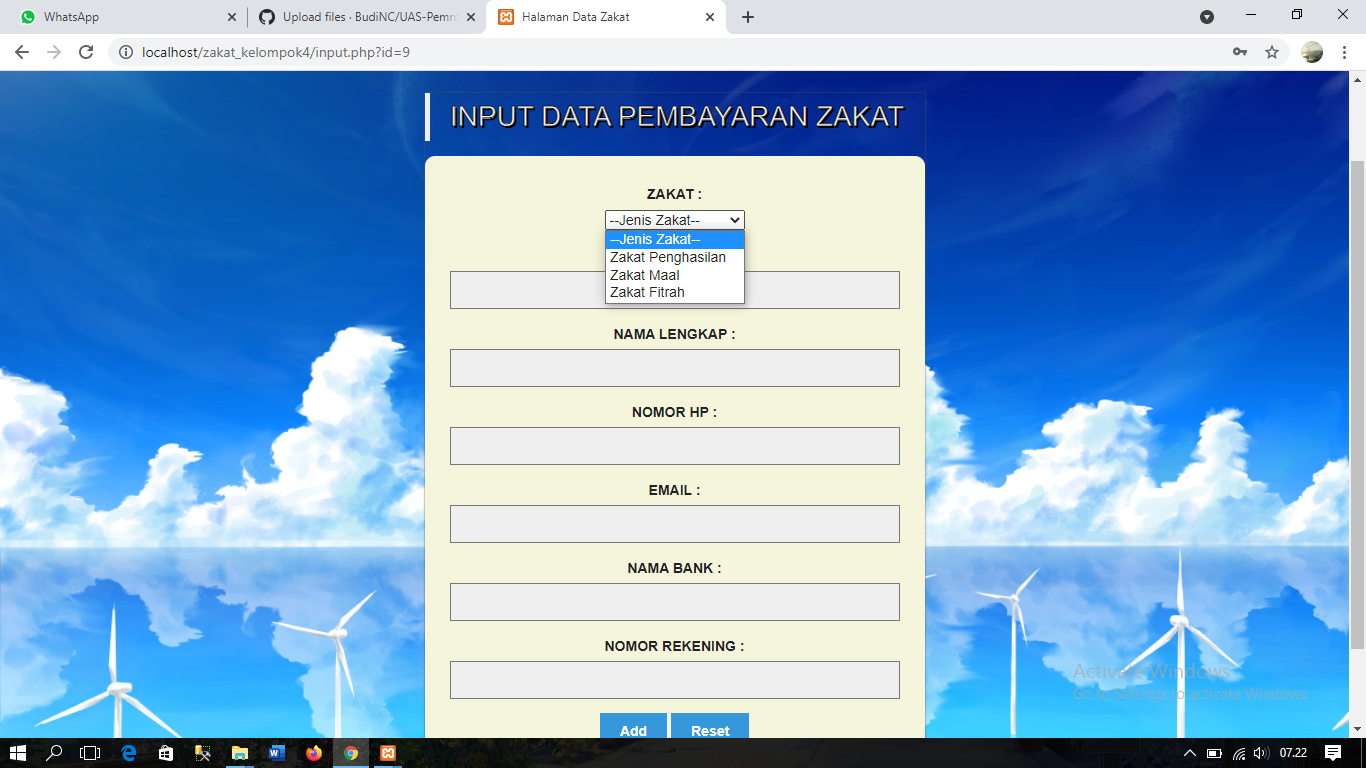 WhatsApp
Upload files · BudiNC/UAS-Pemro
Halaman Data Zakat
localhost/zakat_kelompok4/input.php?id=9
INPUT DATA PEMBAYARAN ZAKAT
ZAKAT :
--Jenis Zakat--
--Jenis Zakat--
Zakat Penghasilan
Zakat Maal
Zakat Fitrah
NAMA LENGKAP :
NOMOR HP :
EMAIL :
NAMA BANK :
NOMOR REKENING :
Activate Windows
Go to Settings to activate Windows.
Add Reset
07.22